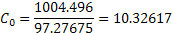 C₀ = 1004.496 / 97.27675 = 10.32617